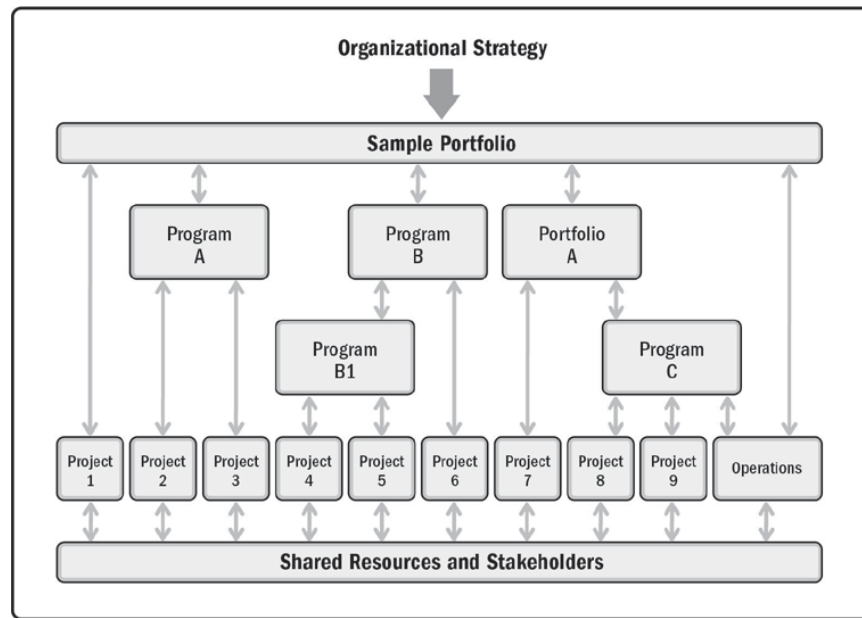 Organizational Strategy
Sample Portfolio
Program
A
Program
B
Portfolio
A
Program
B1
Program
C
Project
1
Project
2
Project
3
Project
4
Project
5
Project
6
Project
7
Project
8
Project
9
Operations
Shared Resources and Stakeholders